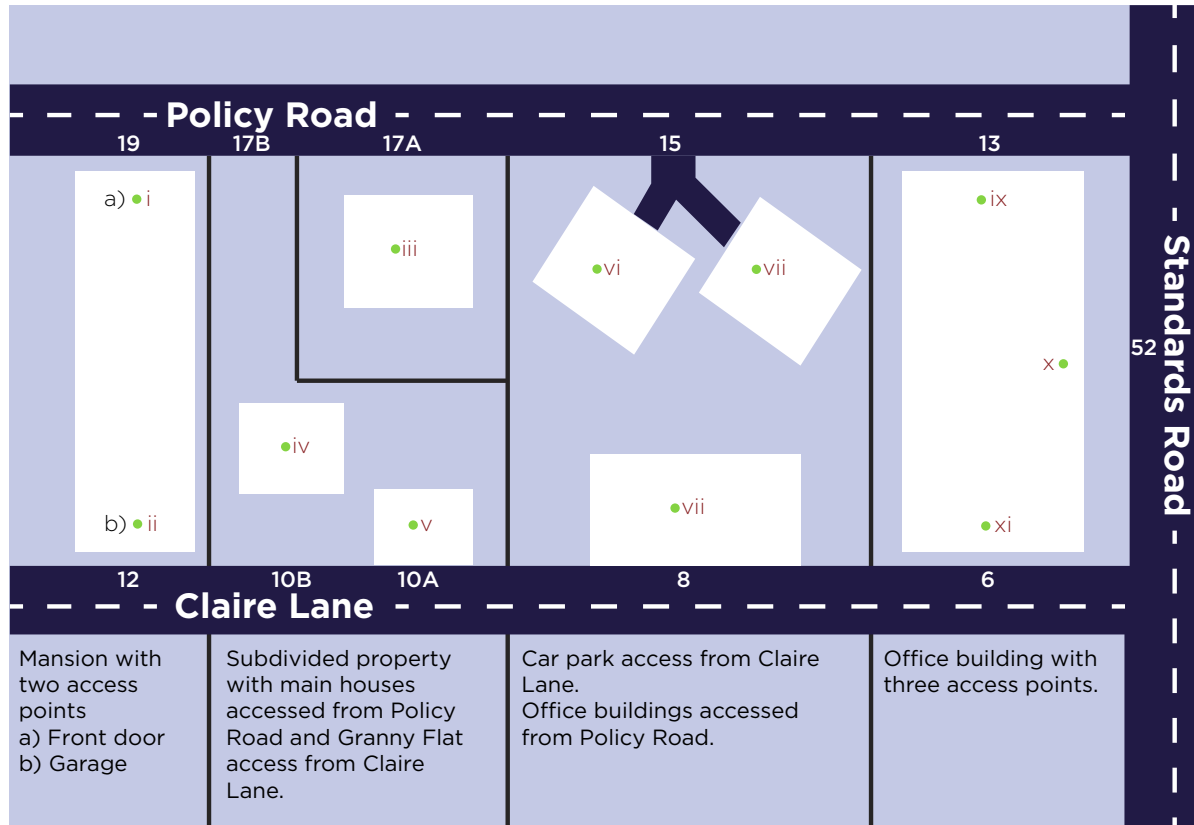 Policy Road
19
17B
17A
15
13
a) i
ix
iii
vi
vii
Standards Road
52
x
iv
vii
b) ii
v
xi
12
10B
10A
8
6
Claire Lane
Mansion with
two access
points
a) Front door
b) Garage
Subdivided property
with main houses
accessed from Policy
Road and Granny Flat
access from Claire
Lane.
Car park access from Claire
Lane.
Office buildings accessed
from Policy Road.
Office building with
three access points.